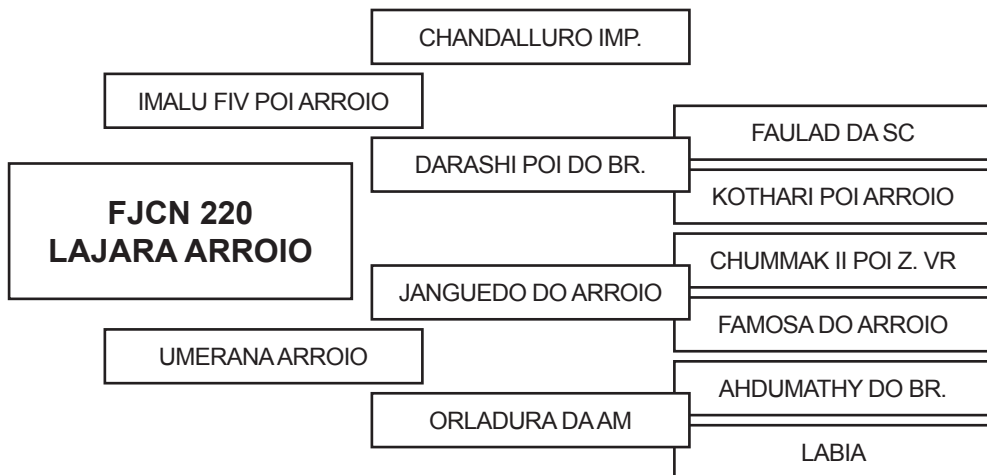 CHANDALLURO IMP.
IMALU FIV POI ARROIO
FAULAD DA SC
DARASHI POI DO BR.
KOTHARI POI ARROIO
FJCN 220
LAJARA ARROIO
CHUMMAK II POI Z. VR
JANGUEDO DO ARROIO
FAMOSA DO ARROIO
UMERANA ARROIO
AHDUMATHY DO BR.
ORLADURA DA AM
LABIA